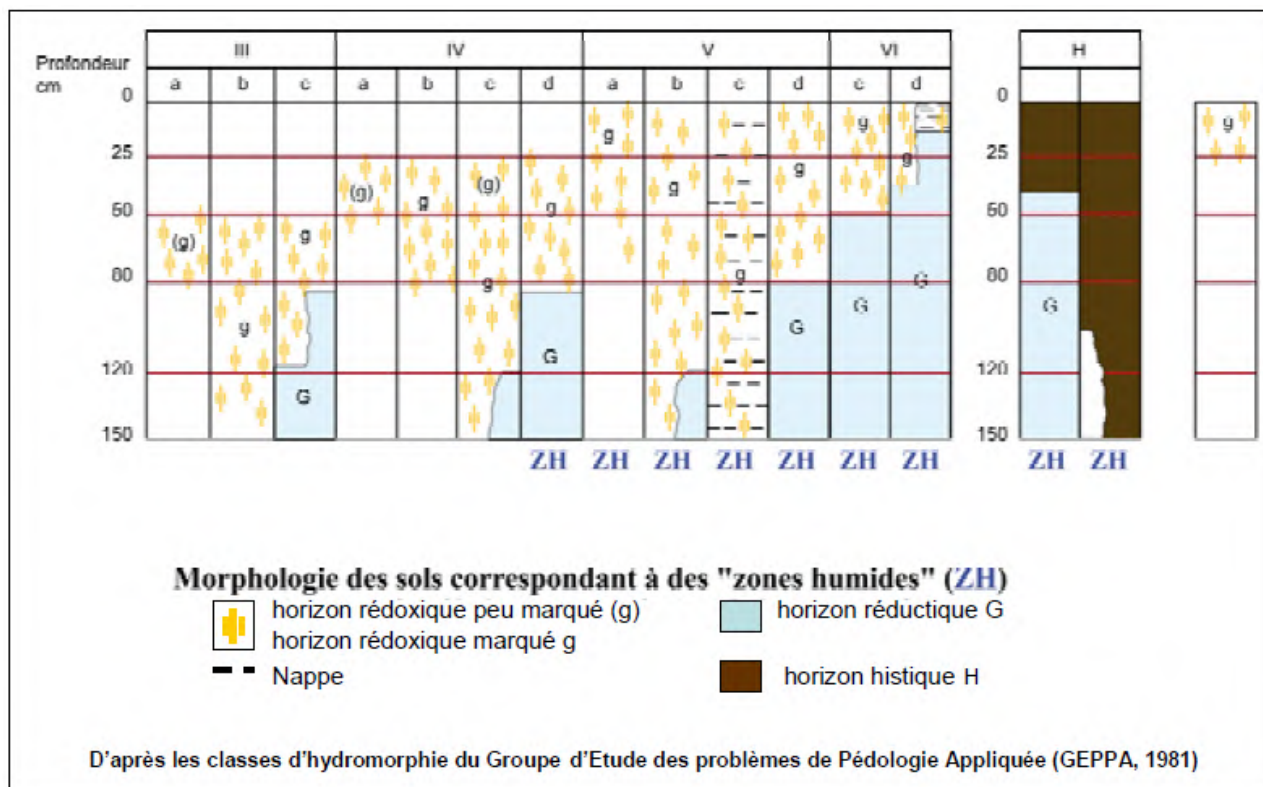 III IV V VI H
Profondeur
cm
a b c a b c d a b c d c d
0 0
g g g
25 25
(g) g (g) g g g g
50 50
(g) g g
80 80
g g g G G G G
120 120
G G
150 150
ZH ZH ZH ZH ZH ZH ZH ZH ZH
Morphologie des sols correspondant à des "zones humides" (ZH)
horizon rédoxique peu marqué (g)
horizon rédoxique marqué g
horizon réductique G
Nappe
horizon histique H
D'après les classes d'hydromorphie du Groupe d'Etude des problèmes de Pédologie Appliquée (GEPPA, 1981)